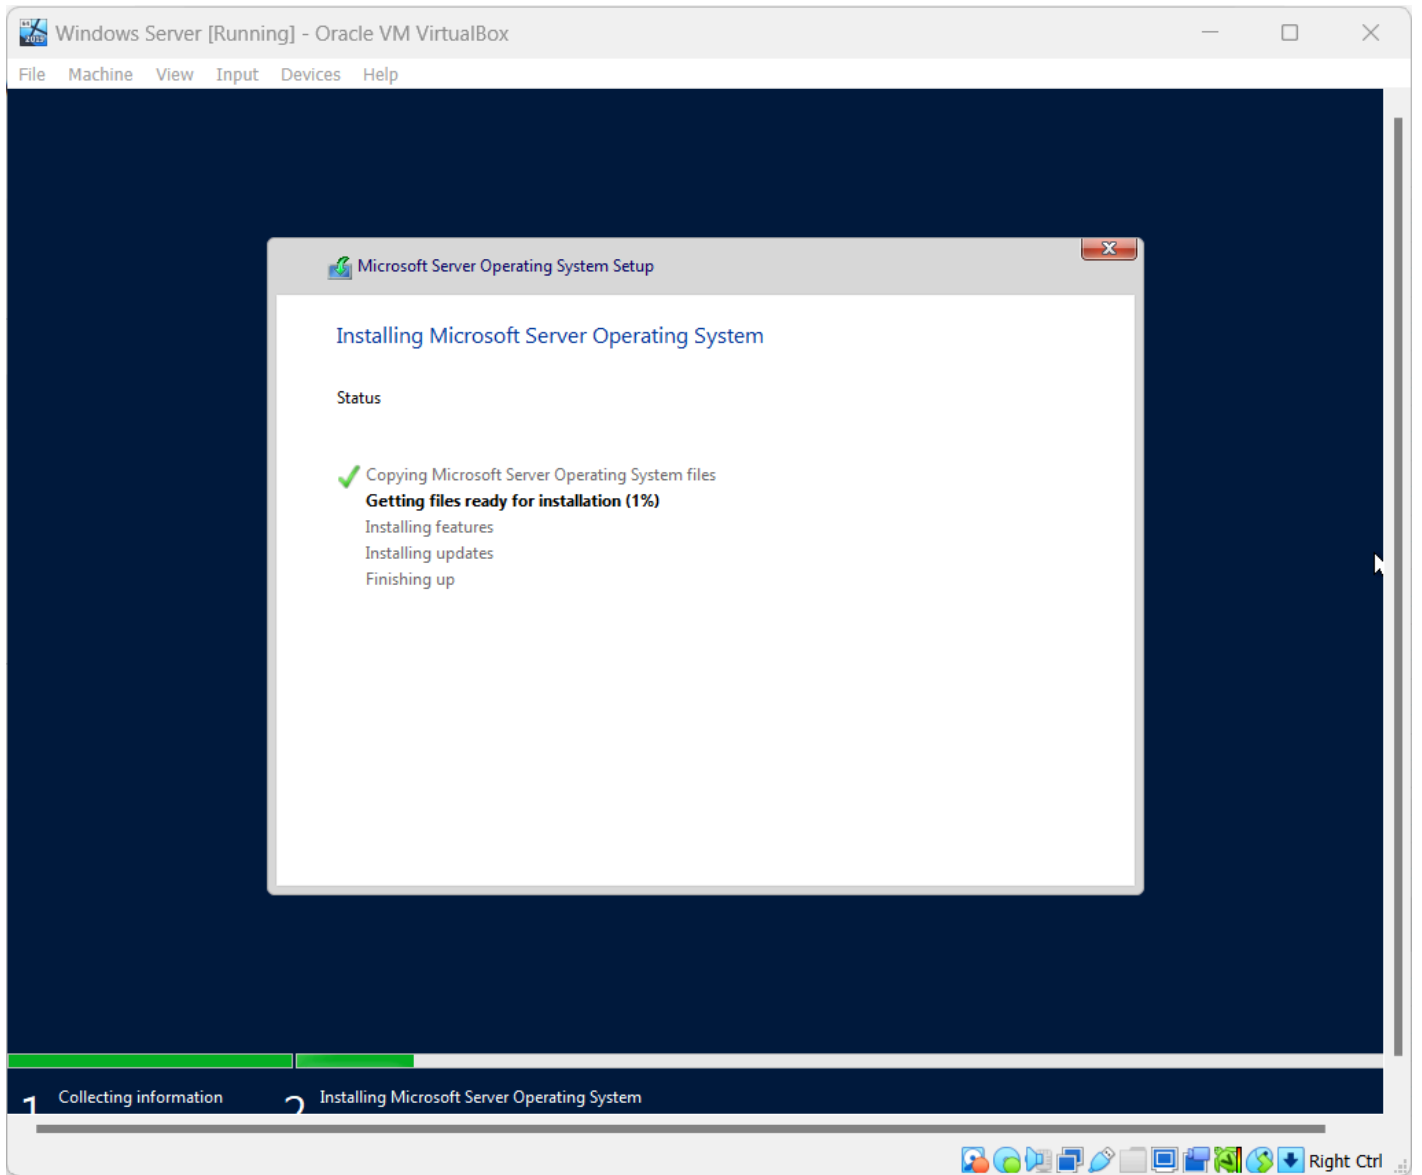 Windows Server [Running] - Oracle VM VirtualBox
File Machine View Input Devices Help
Microsoft Server Operating System Setup
Installing Microsoft Server Operating System
Status
Copying Microsoft Server Operating System files
Getting files ready for installation (1%)
Installing features
Installing updates
Finishing up
1 Collecting information 2 Installing Microsoft Server Operating System
Right Ctrl